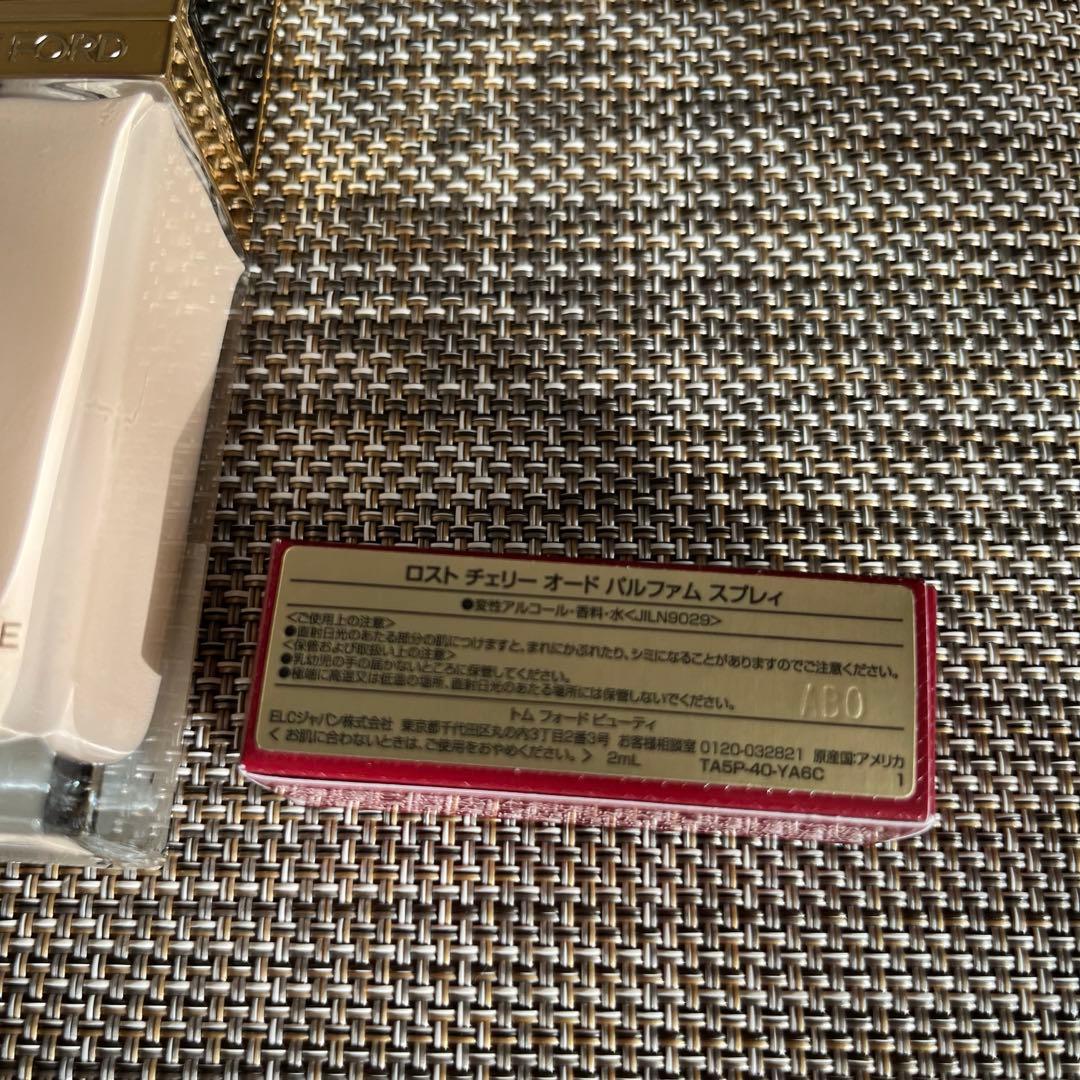 FORD
E
ロスト チェリー オード パルファム スプレィ
●変性アルコール・香料・水<JILN9029>
<ご使用上の注意>
●直射日光のあたる部分の肌につけますと、まれにかぶれたり、シミになることがありますのでご注意ください。
<保管および取扱い上の注意>
●乳幼児の手の届かないところに保管してください。
●極端に高温又は低温の場所、直射日光のあたる場所には保管しないでください。
ABO
トム フォード ビューティ
ELCジャパン株式会社 東京都千代田区丸の内3丁目2番3号 お客様相談室 0120-032821 原産国:アメリカ
< お肌に合わないときは、ご使用をおやめください。> 2mL TA5P-40-YA6C 1